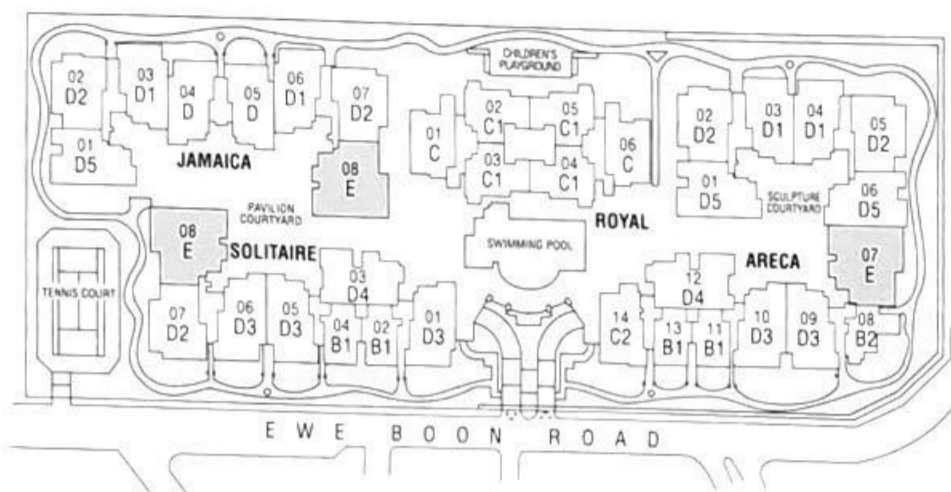 CHILDREN'S
PLAYGROUND
02
D2
03
D1
04
D
05
D
06
D1
07
D2
01
D5
JAMAICA
08
E
01
C
02
C1
05
C1
03
C1
04
C1
06
C
02
D2
03
D1
04
D1
05
D2
01
D5
SCULPTURE
COURTYARD
06
D5
PAVILION
COURTYARD
ROYAL
08
E
SOLITAIRE
SWIMMING POOL
ARECA
07
E
TENNIS COURT
07
D2
06
D3
05
D3
03
D4
04
B1
02
B1
01
D3
14
C2
12
D4
13
B1
11
B1
10
D3
09
D3
08
B2
EWE BOON ROAD